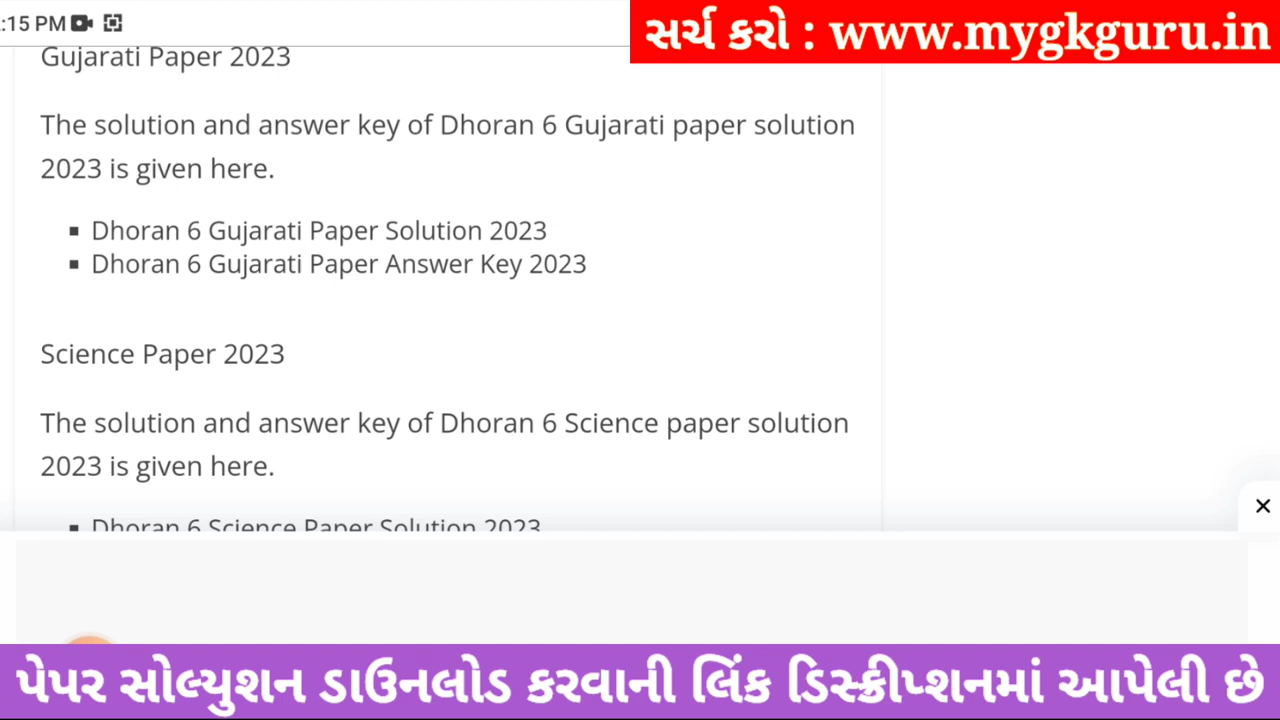 :15 PM
સર્ચ કરો : www.mygkguru.in
Gujarati Paper 2023
The solution and answer key of Dhoran 6 Gujarati paper solution
2023 is given here.
▪ Dhoran 6 Gujarati Paper Solution 2023
▪ Dhoran 6 Gujarati Paper Answer Key 2023
Science Paper 2023
The solution and answer key of Dhoran 6 Science paper solution
2023 is given here.
▪ Dhoran 6 Science Paper Solution 2023
પેપર સોલ્યુશન ડાઉનલોડ કરવાની લિંક ડિસ્ક્રીપ્શનમાં આપેલી છે